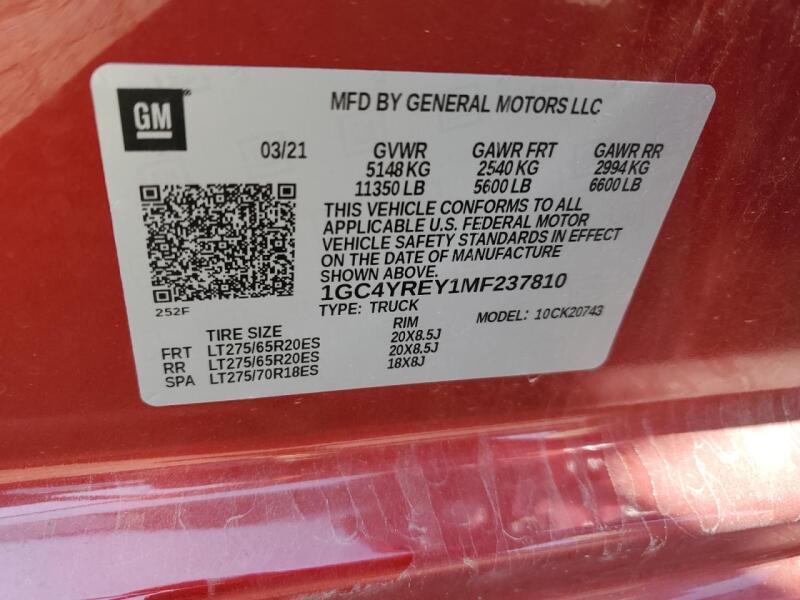 GM
MFD BY GENERAL MOTORS LLC
03/21 GVWR GAWR FRT GAWR RR
5148 KG 2540 KG 2994 KG
11350 LB 5600 LB 6600 LB
THIS VEHICLE CONFORMS TO ALL
APPLICABLE U.S. FEDERAL MOTOR
VEHICLE SAFETY STANDARDS IN EFFECT
ON THE DATE OF MANUFACTURE
SHOWN ABOVE.
1GC4YREY1MF237810
252F
TYPE: TRUCK MODEL: 10CK20743
TIRE SIZE RIM
FRT LT275/65R20ES 20X8.5J
RR LT275/65R20ES 20X8.5J
SPA LT275/70R18ES 18X8J